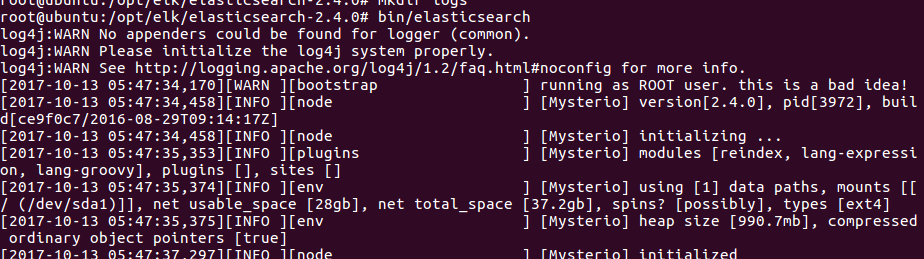 root@ubuntu:/opt/elk/elasticsearch-2.4.0# mkdir logs
root@ubuntu:/opt/elk/elasticsearch-2.4.0# bin/elasticsearch
log4j:WARN No appenders could be found for logger (common).
log4j:WARN Please initialize the log4j system properly.
log4j:WARN See http://logging.apache.org/log4j/1.2/faq.html#noconfig for more info.
[2017-10-13 05:47:34,170][WARN ][bootstrap                ] running as ROOT user. this is a bad idea!
[2017-10-13 05:47:34,458][INFO ][node                     ] [Mysterio] version[2.4.0], pid[3972], buil
d[ce9f0c7/2016-08-29T09:14:17Z]
[2017-10-13 05:47:34,458][INFO ][node                     ] [Mysterio] initializing ...
[2017-10-13 05:47:35,353][INFO ][plugins                  ] [Mysterio] modules [reindex, lang-expressi
on, lang-groovy], plugins [], sites []
[2017-10-13 05:47:35,374][INFO ][env                      ] [Mysterio] using [1] data paths, mounts [[
/ (/dev/sda1)]], net usable_space [28gb], net total_space [37.2gb], spins? [possibly], types [ext4]
[2017-10-13 05:47:35,375][INFO ][env                      ] [Mysterio] heap size [990.7mb], compressed
 ordinary object pointers [true]
[2017-10-13 05:47:37,297][INFO ][node                     ] [Mysterio] initialized